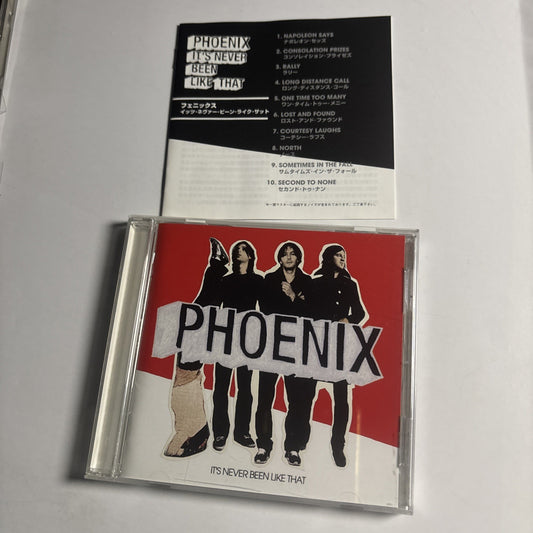 PHOENIX
IT'S NEVER
BEEN
LIKE THAT
フェニックス
イッツ・ネヴァー・ビーン・ライク・ザット
1. NAPOLEON SAYS
ナポレオン・セッズ
2. CONSOLATION PRIZES
コンソレイション・プライゼズ
3. RALLY
ラリー
4. LONG DISTANCE CALL
ロング・ディスタンス・コール
5. ONE TIME TOO MANY
ワン・タイム・トゥー・メニー
6. LOST AND FOUND
ロスト・アンド・ファウンド
7. COURTESY LAUGHS
コーテシー・ラフス
8. NORTH
9. SOMETIMES IN THE FALL
サムタイムズ・イン・ザ・フォール
10. SECOND TO NONE
セカンド・トゥ・ナン
PHOENIX
IT'S NEVER BEEN LIKE THAT